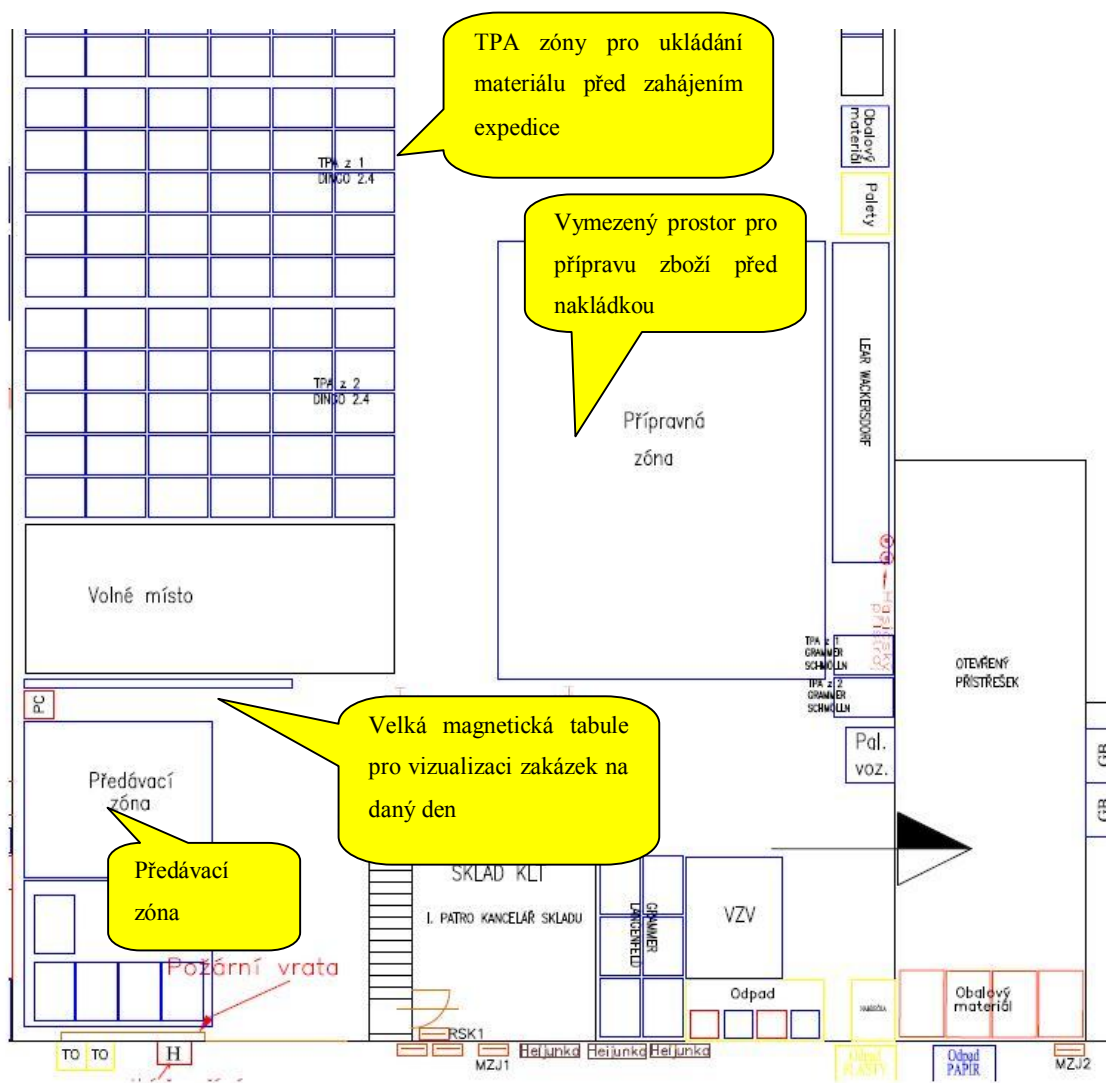 TPA zóny pro ukládání
materiálu před zahájením
expedice
Obalový
materiál
TPA z 1
DINGO 2.4
Palety
Vymezený prostor pro
přípravu zboží před
nakládkou
LEAR WACKERSDORF
TPA z 2
DINGO 2.4
Přípravná
zóna
Volné místo
Hasičský
přístroj
TPA z 1
GRAMMER
SCHMÖLLN
TPA z 2
GRAMMER
SCHMÖLLN
OTEVŘENÝ
PŘÍSTŘEŠEK
PC
Velká magnetická tabule
pro vizualizaci zakázek na
daný den
Pal.
voz.
GB
GB
Předávací
zóna
Předávací
zóna
SKLAD KLT
I. PATRO KANCELÁŘ SKLADU
GRAMMER
LANGENFELD
VZV
Požární vrata
Odpad
Obalový
materiál
RSK1
TO TO
H
MZJ1
Heijunka Heijunka Heijunka
Odpad
PLASTY
Odpad
PAPÍR
MZJ2